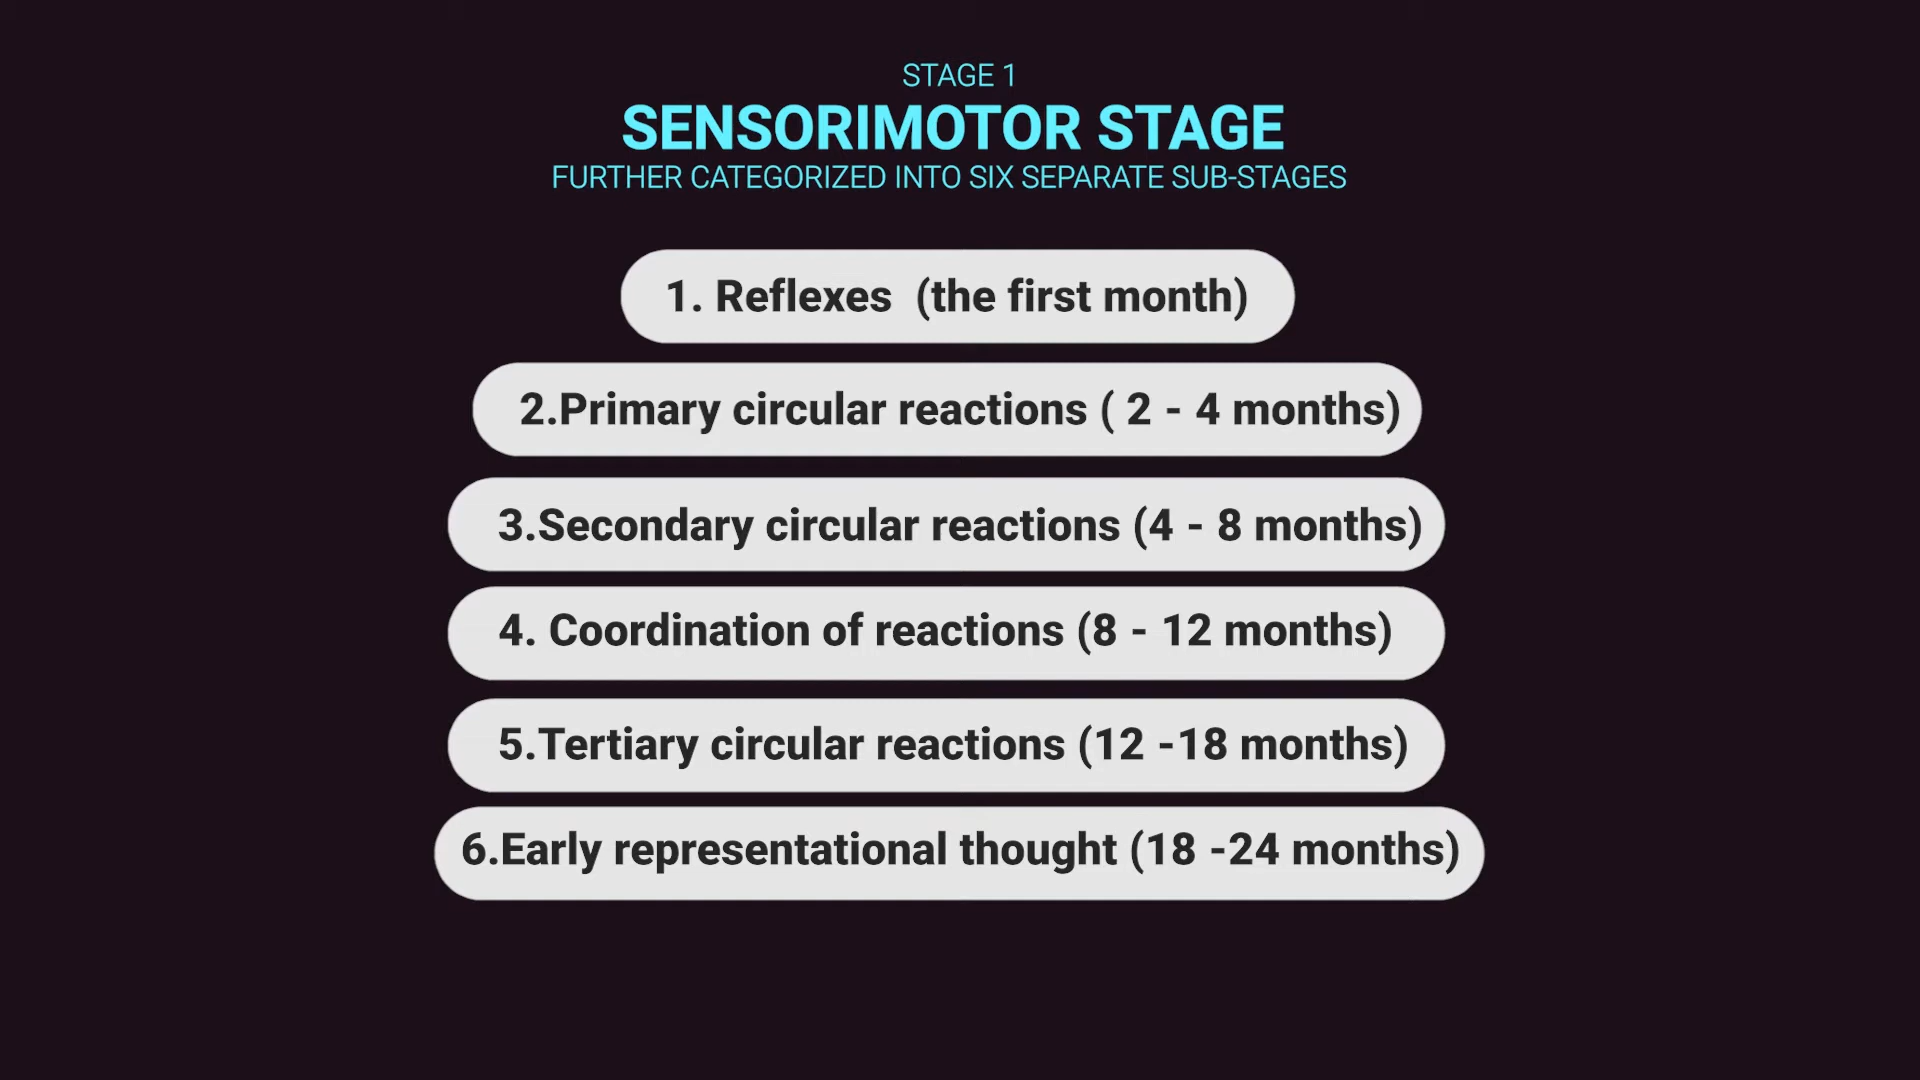 STAGE 1
SENSORIMOTOR STAGE
FURTHER CATEGORIZED INTO SIX SEPARATE SUB-STAGES
1. Reflexes  (the first month)
2.Primary circular reactions ( 2 - 4 months)
3.Secondary circular reactions (4 - 8 months)
4. Coordination of reactions (8 - 12 months)
5.Tertiary circular reactions (12 -18 months)
6.Early representational thought (18 -24 months)